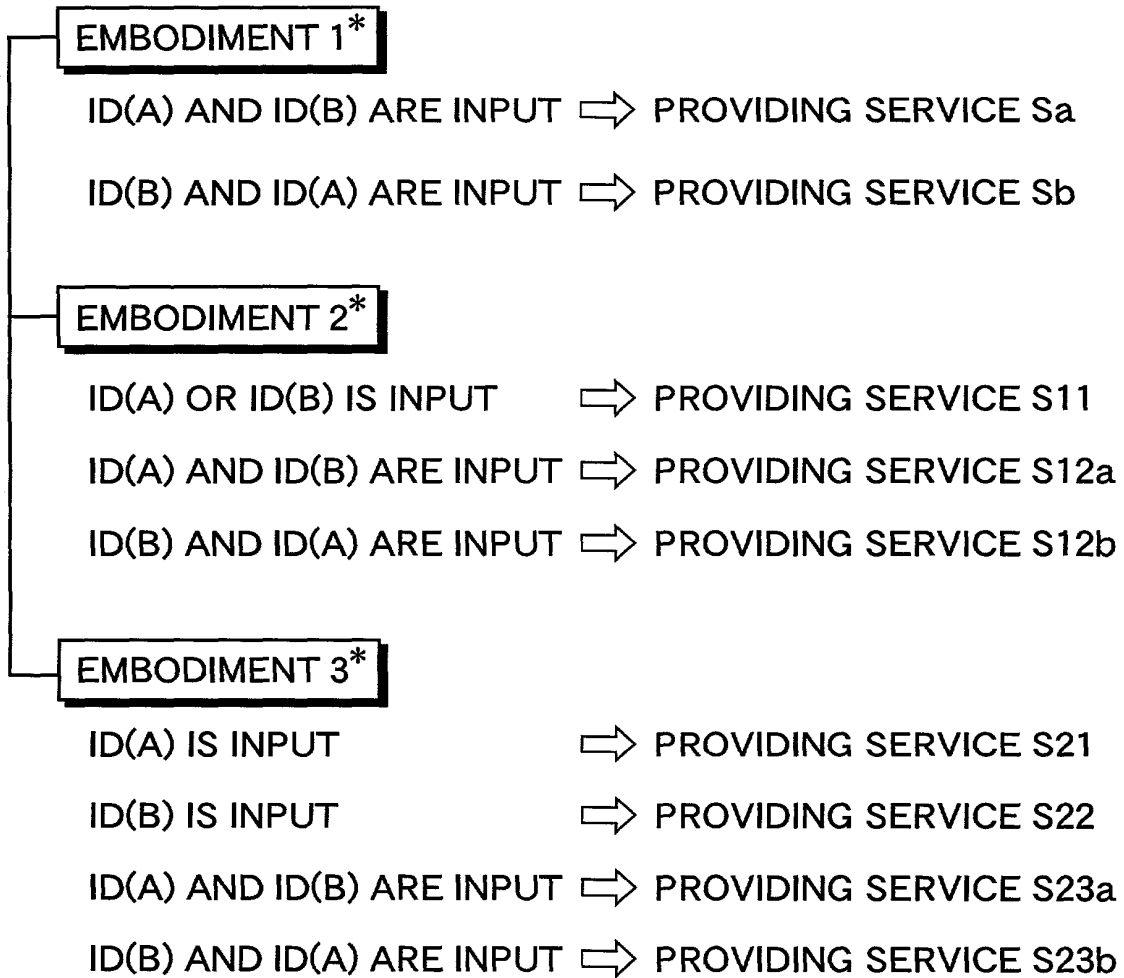 EMBODIMENT 1*
ID(A) AND ID(B) ARE INPUT ⇨ PROVIDING SERVICE Sa
ID(B) AND ID(A) ARE INPUT ⇨ PROVIDING SERVICE Sb
EMBODIMENT 2*
ID(A) OR ID(B) IS INPUT ⇨ PROVIDING SERVICE S11
ID(A) AND ID(B) ARE INPUT ⇨ PROVIDING SERVICE S12a
ID(B) AND ID(A) ARE INPUT ⇨ PROVIDING SERVICE S12b
EMBODIMENT 3*
ID(A) IS INPUT ⇨ PROVIDING SERVICE S21
ID(B) IS INPUT ⇨ PROVIDING SERVICE S22
ID(A) AND ID(B) ARE INPUT ⇨ PROVIDING SERVICE S23a
ID(B) AND ID(A) ARE INPUT ⇨ PROVIDING SERVICE S23b